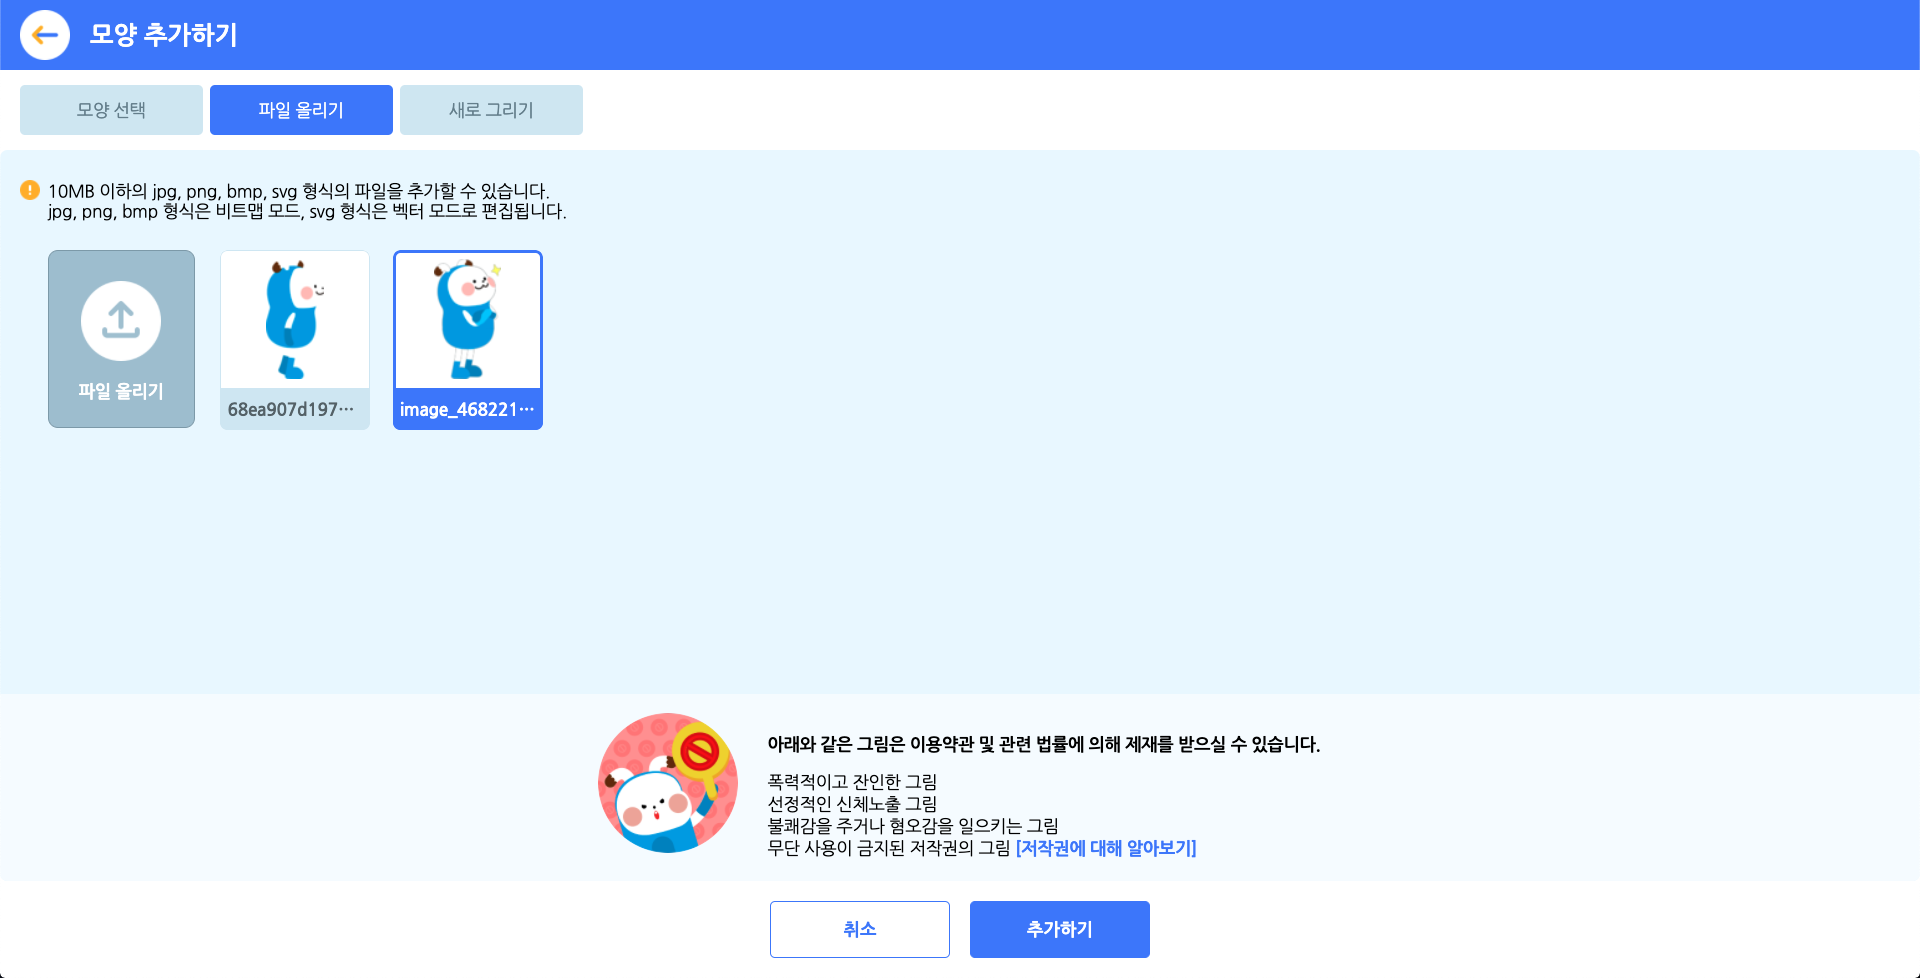 모양 추가하기
모양 선택
파일 올리기
새로 그리기
10MB 이하의 jpg, png, bmp, svg 형식의 파일을 추가할 수 있습니다.
jpg, png, bmp 형식은 비트맵 모드, svg 형식은 벡터 모드로 편집됩니다.
파일 올리기
68ea907d197…
image_468221…
아래와 같은 그림은 이용약관 및 관련 법률에 의해 제재를 받으실 수 있습니다.
폭력적이고 잔인한 그림
선정적인 신체노출 그림
불쾌감을 주거나 혐오감을 일으키는 그림
무단 사용이 금지된 저작권의 그림 [저작권에 대해 알아보기]
취소
추가하기